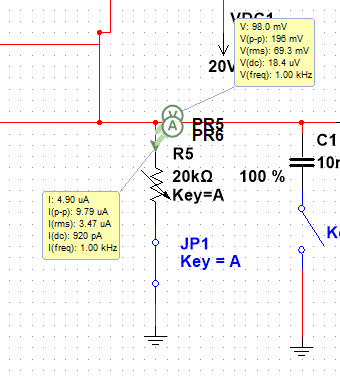 VDC1
20V
V: 98.0 mV
V(p-p): 196 mV
V(rms): 69.3 mV
V(dc): 18.4 uV
V(freq): 1.00 kHz
V
A
PR5
PR6
R5
20kΩ
Key=A
100 %
C1
10n
I: 4.90 uA
I(p-p): 9.79 uA
I(rms): 3.47 uA
I(dc): 920 pA
I(freq): 1.00 kHz
JP1
Key = A